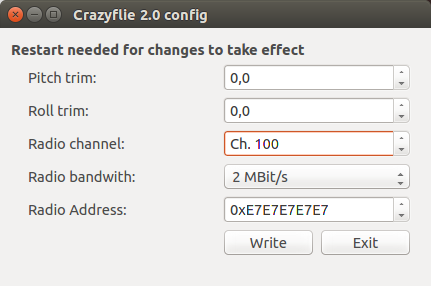 Crazyflie 2.0 config
Restart needed for changes to take effect
Pitch trim: 0,0
Roll trim: 0,0
Radio channel: Ch. 100
Radio bandwith: 2 MBit/s
Radio Address: 0xE7E7E7E7E7
Write Exit